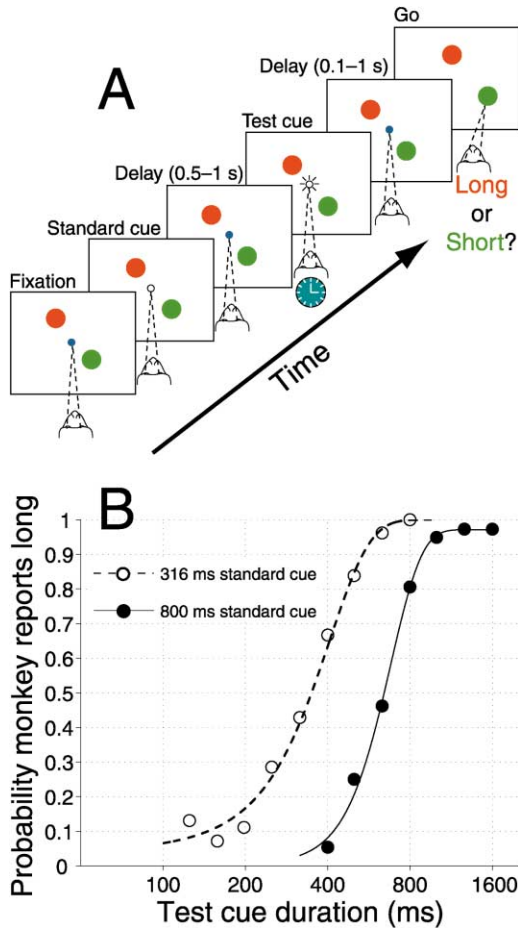 A
Go
Delay (0.1–1 s)
Test cue
Delay (0.5–1 s)
Standard cue
Fixation
Long
or
Short?
Time
B
Probability monkey reports long
1
0.9
0.8
0.7
0.6
0.5
0.4
0.3
0.2
0.1
0
316 ms standard cue
800 ms standard cue
100 200 400 800 1600
Test cue duration (ms)